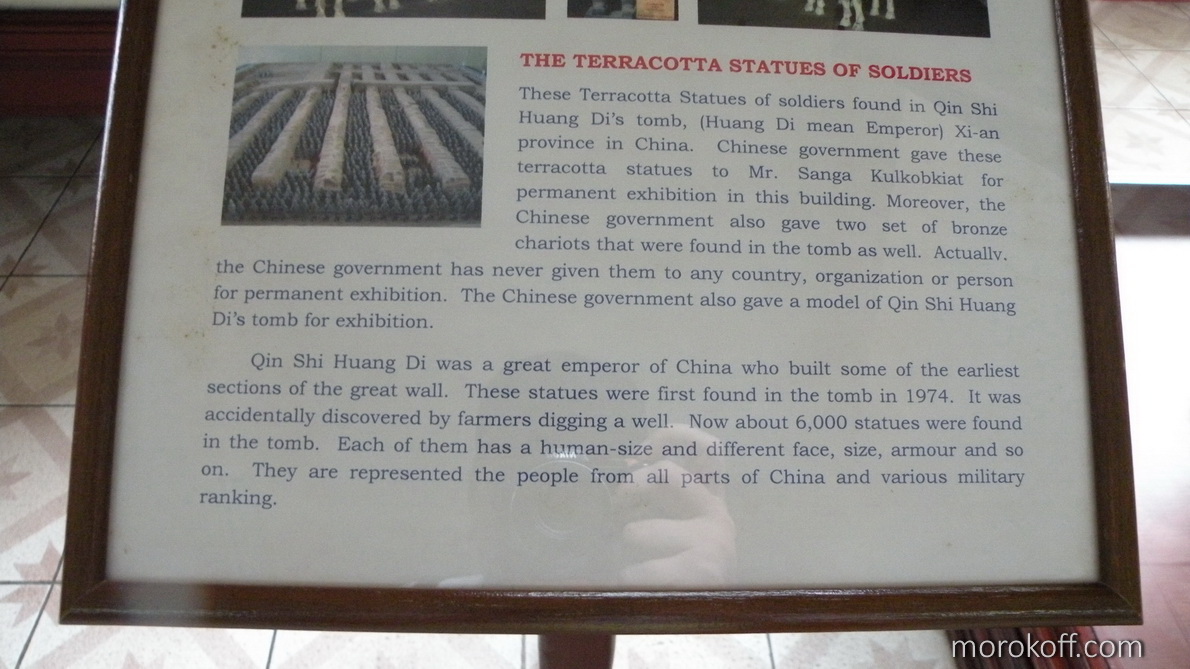 THE TERRACOTTA STATUES OF SOLDIERS
These Terracotta Statues of soldiers found in Qin Shi
Huang Di's tomb, (Huang Di mean Emperor) Xi-an
province in China. Chinese government gave these
terracotta statues to Mr. Sanga Kulkobkiat for
permanent exhibition in this building. Moreover, the
Chinese government also gave two set of bronze
chariots that were found in the tomb as well. Actually,
the Chinese government has never given them to any country, organization or person
for permanent exhibition. The Chinese government also gave a model of Qin Shi Huang
Di's tomb for exhibition.
Qin Shi Huang Di was a great emperor of China who built some of the earliest
sections of the great wall. These statues were first found in the tomb in 1974. It was
accidentally discovered by farmers digging a well. Now about 6,000 statues were found
in the tomb. Each of them has a human-size and different face, size, armour and so
on. They are represented the people from all parts of China and various military
ranking.
morokoff.com